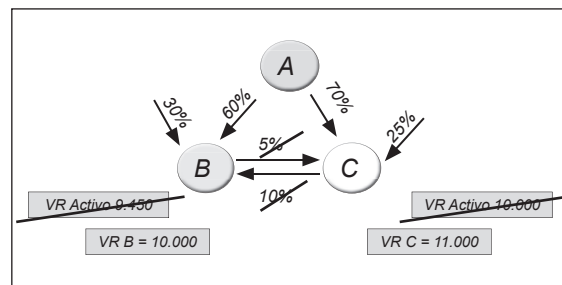 A
30%
60%
70%
25%
5%
B
C
10%
VR Activo 9.450
VR Activo 10.000
VR B = 10.000
VR C = 11.000